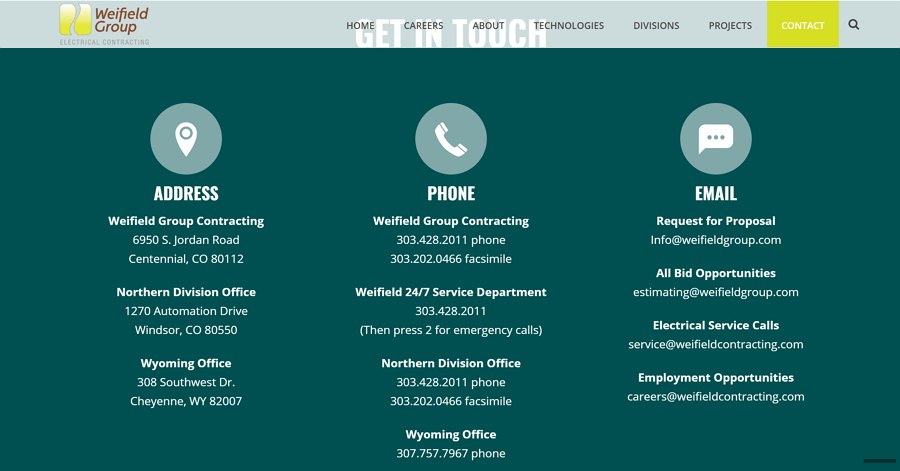 Weifield
Group
ELECTRICAL CONTRACTING
HOME
CAREERS
ABOUT
TECHNOLOGIES
DIVISIONS
PROJECTS
CONTACT
GET IN TOUCH
ADDRESS
Weifield Group Contracting
6950 S. Jordan Road
Centennial, CO 80112
Northern Division Office
1270 Automation Drive
Windsor, CO 80550
Wyoming Office
308 Southwest Dr.
Cheyenne, WY 82007
PHONE
Weifield Group Contracting
303.428.2011 phone
303.202.0466 facsimile
Weifield 24/7 Service Department
303.428.2011
(Then press 2 for emergency calls)
Northern Division Office
303.428.2011 phone
303.202.0466 facsimile
Wyoming Office
307.757.7967 phone
EMAIL
Request for Proposal
Info@weifieldgroup.com
All Bid Opportunities
estimating@weifieldgroup.com
Electrical Service Calls
service@weifieldcontracting.com
Employment Opportunities
careers@weifieldcontracting.com